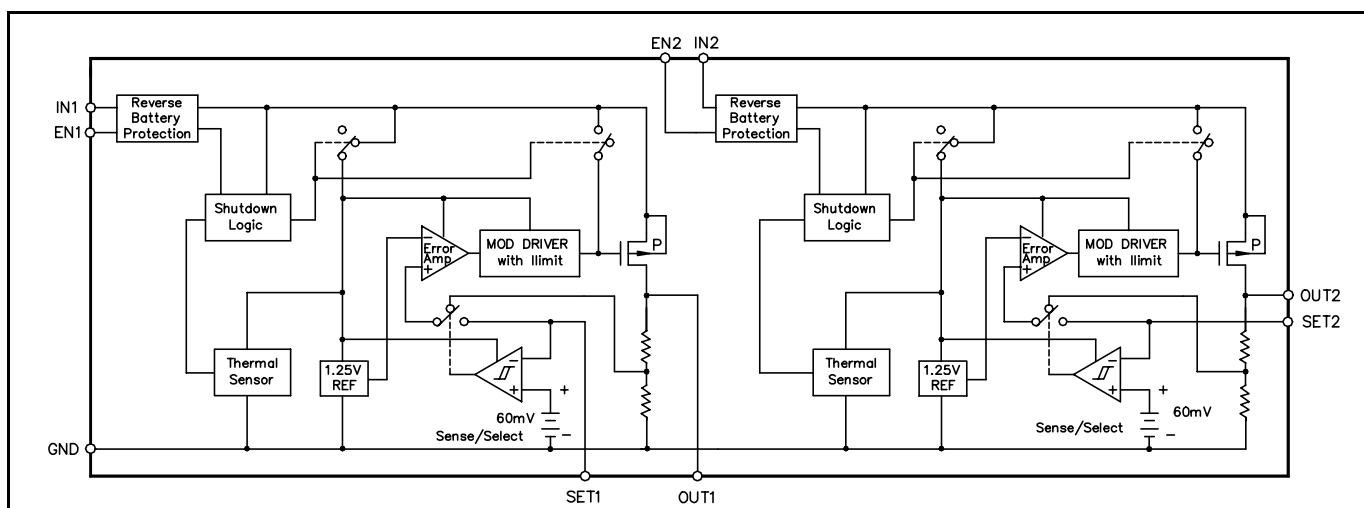 EN2 IN2
IN1
EN1
Reverse
Battery
Protection
Reverse
Battery
Protection
Shutdown
Logic
Shutdown
Logic
−
Error
Amp
+
MOD DRIVER
with Ilimit
P
−
Error
Amp
+
MOD DRIVER
with Ilimit
P
OUT2
SET2
Thermal
Sensor
1.25V
REF
−
+
+
60mV
−
Sense/Select
Thermal
Sensor
1.25V
REF
−
+
+
60mV
−
Sense/Select
GND
SET1 OUT1